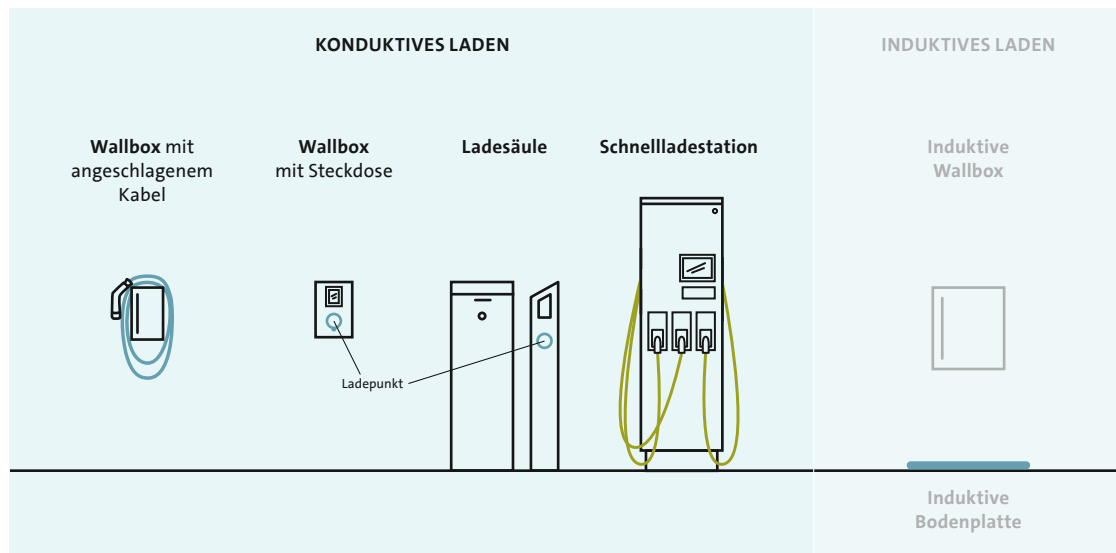 KONDUKTIVES LADEN
INDUKTIVES LADEN
Wallbox mit
angeschlagenem
Kabel
Wallbox
mit Steckdose
Ladesäule
Schnellladestation
Induktive
Wallbox
Ladepunkt
Induktive
Bodenplatte